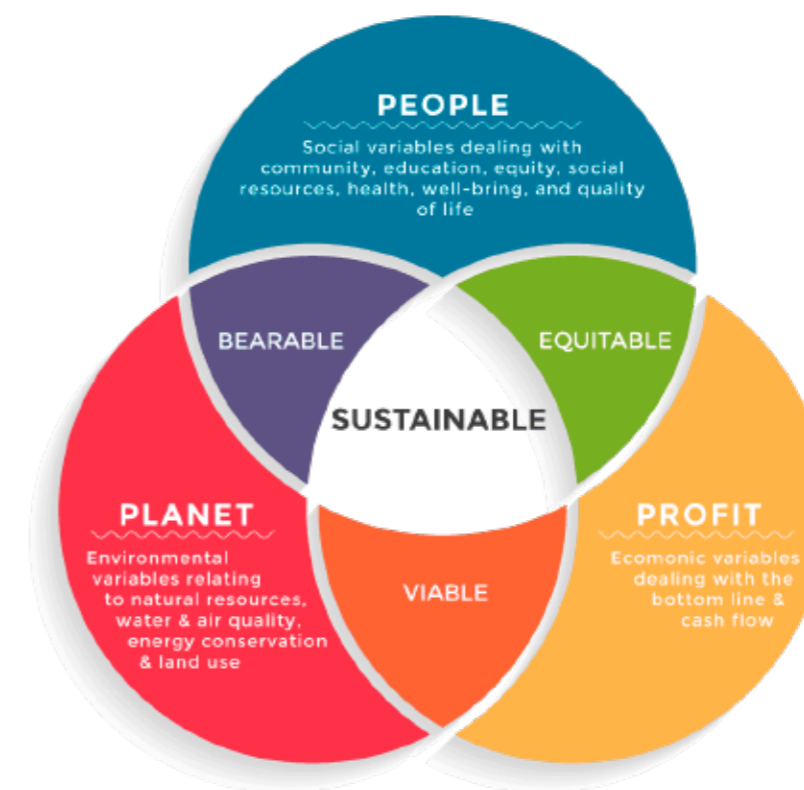 PEOPLE
Social variables dealing with
community, education, equity, social
resources, health, well-bring, and quality
of life
BEARABLE
EQUITABLE
SUSTAINABLE
PLANET
Environmental
variables relating
to natural resources,
water & air quality,
energy conservation
& land use
VIABLE
PROFIT
Ecomonic variables
dealing with the
bottom line &
cash flow